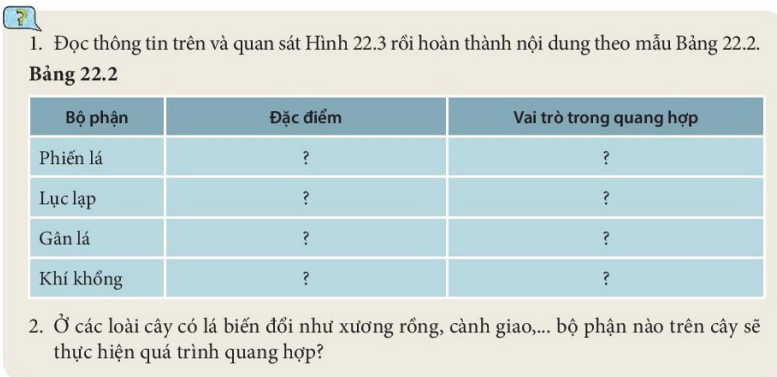 ?
1. Đọc thông tin trên và quan sát Hình 22.3 rồi hoàn thành nội dung theo mẫu Bảng 22.2.
Bảng 22.2
Bộ phận Đặc điểm Vai trò trong quang hợp
Phiến lá ? ?
Lục lạp ? ?
Gân lá ? ?
Khí khổng ? ?
2. Ở các loài cây có lá biến đổi như xương rồng, cành giao,... bộ phận nào trên cây sẽ
thực hiện quá trình quang hợp?